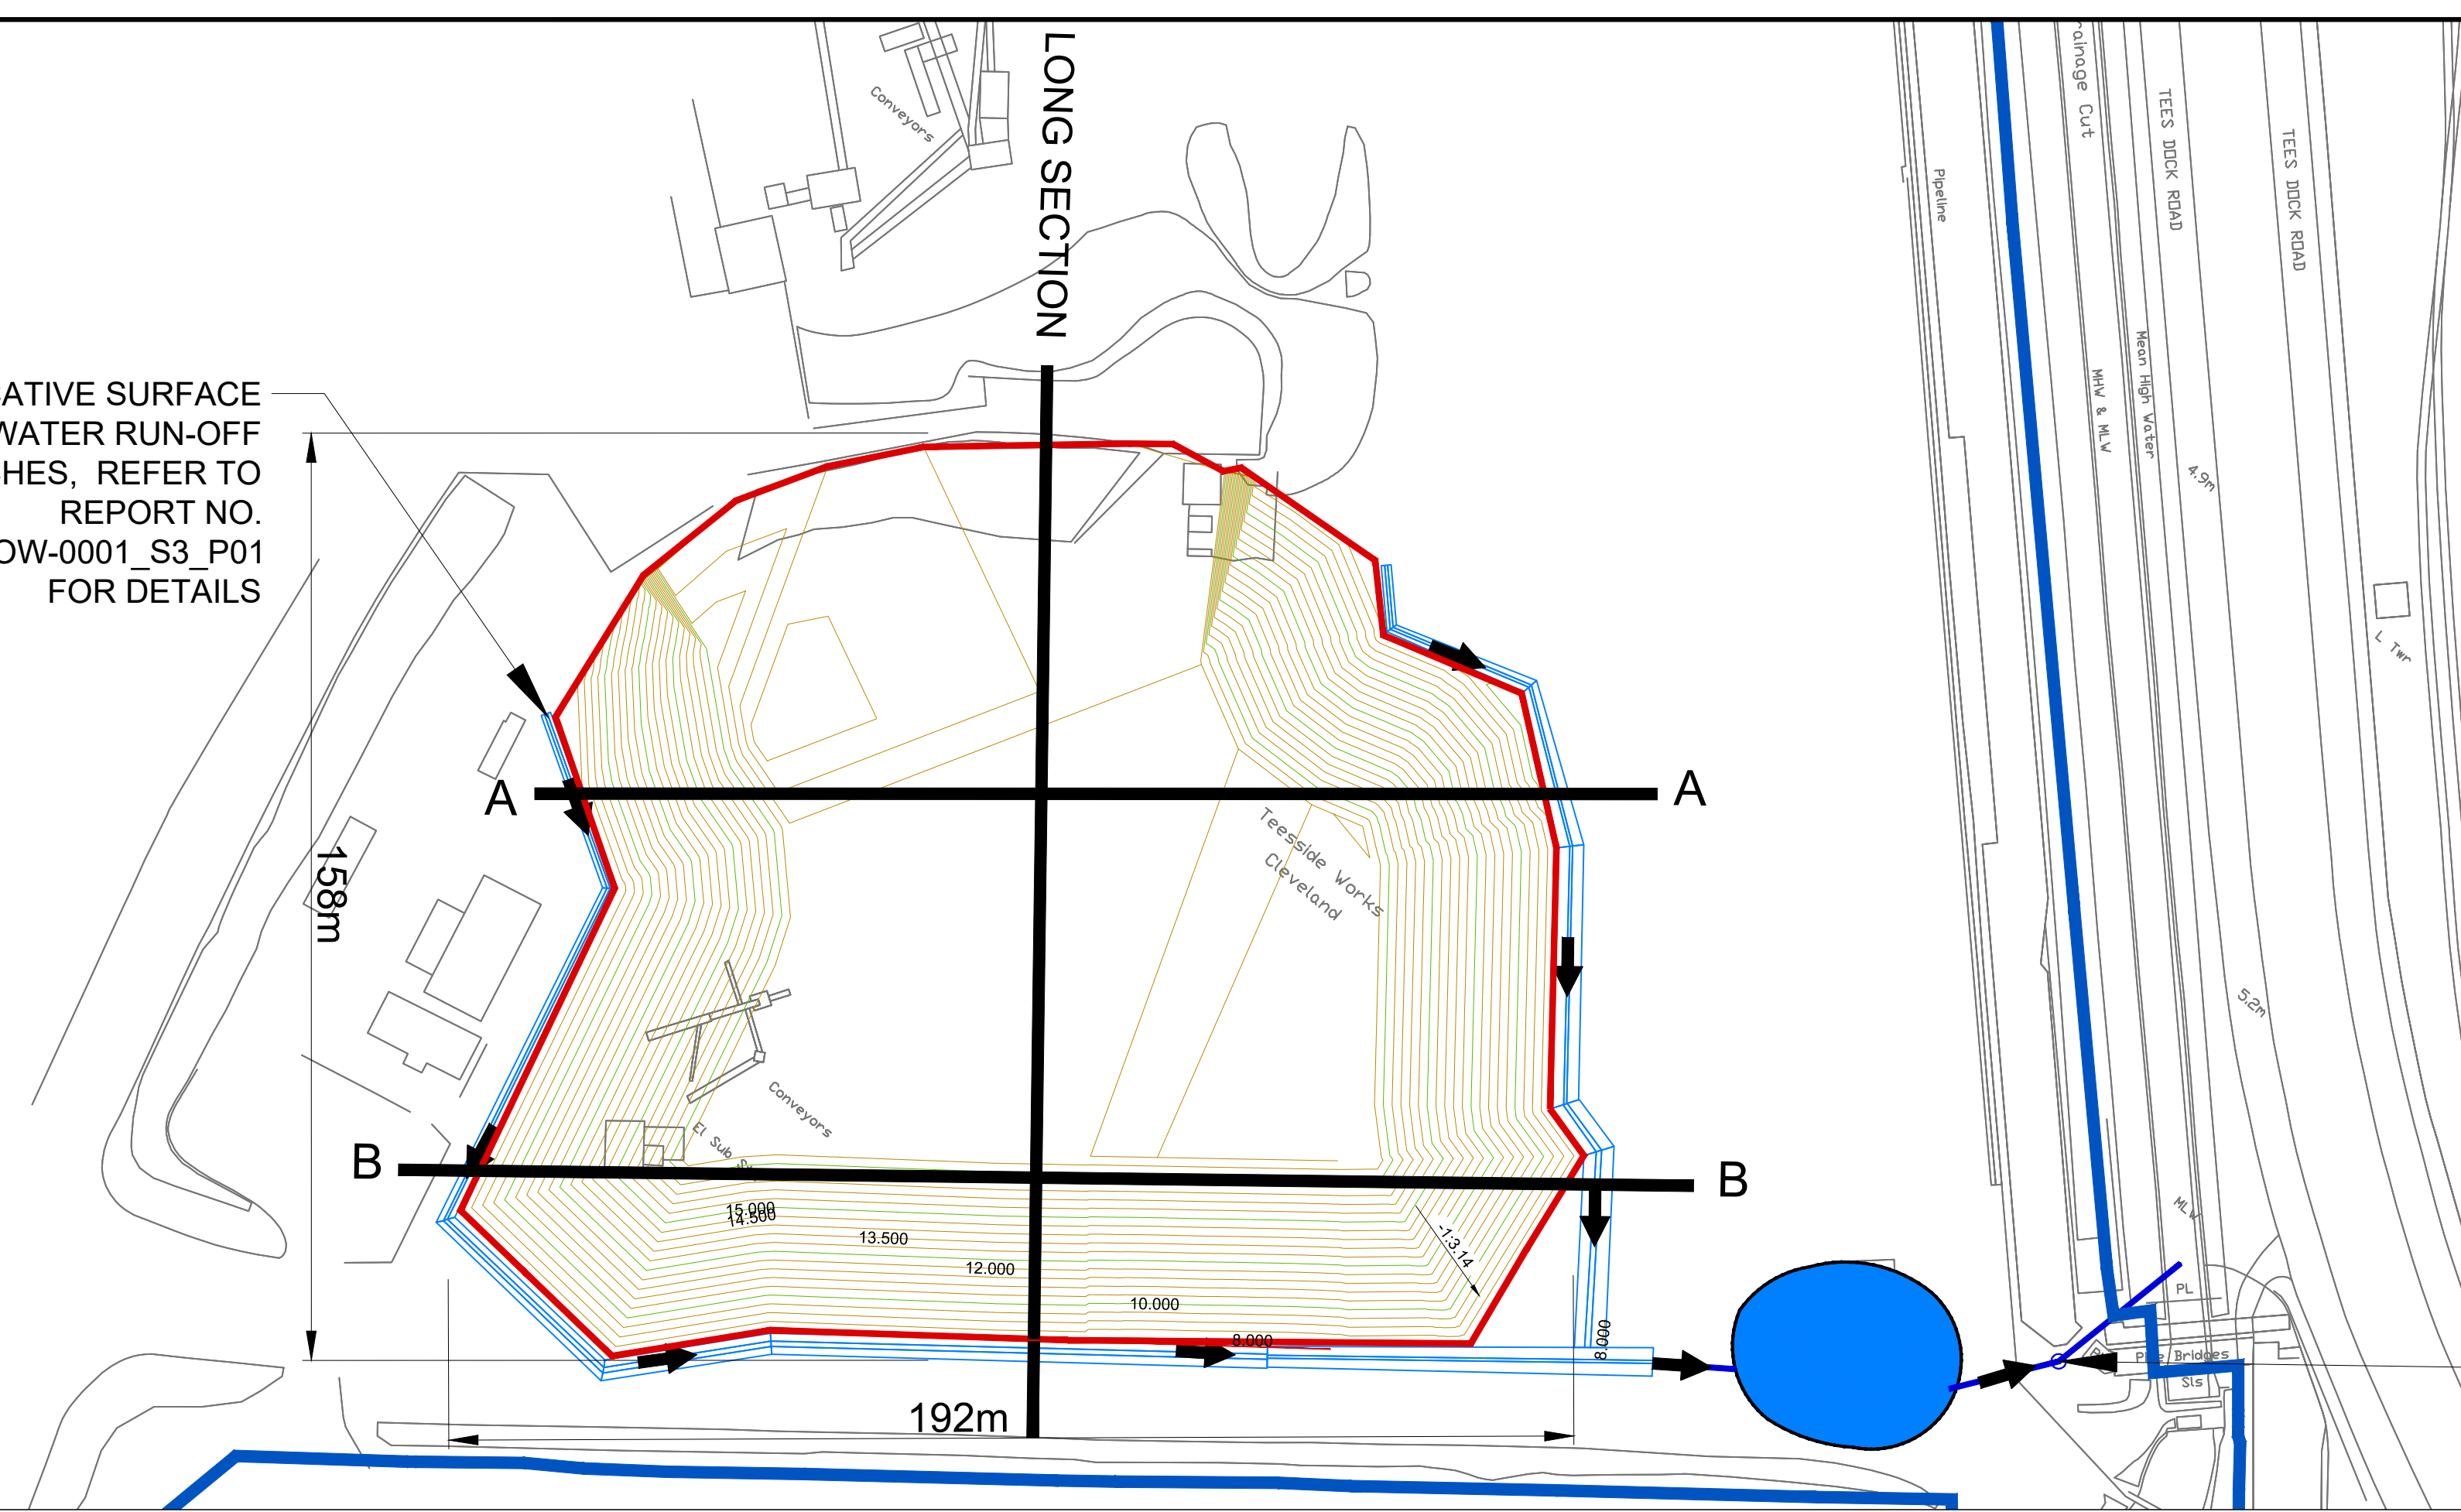 LONG SECTION
Conveyors
ATIVE SURFACE
WATER RUN-OFF
HES, REFER TO
REPORT NO.
OW-0001_S3_P01
FOR DETAILS
158m
192m
A
A
B
B
Teesside Works
Cleveland
Conveyors
El Sub
15.000
14.500
13.500
12.000
10.000
8.000
8.000
-1:3.14
Pipeline
rainage Cut
TEES DOCK ROAD
TEES DOCK ROAD
MHW & MLW
Mean High Water
4.9m
L Twr
5.2m
MLW
PL
Pipe Bridges
Sls